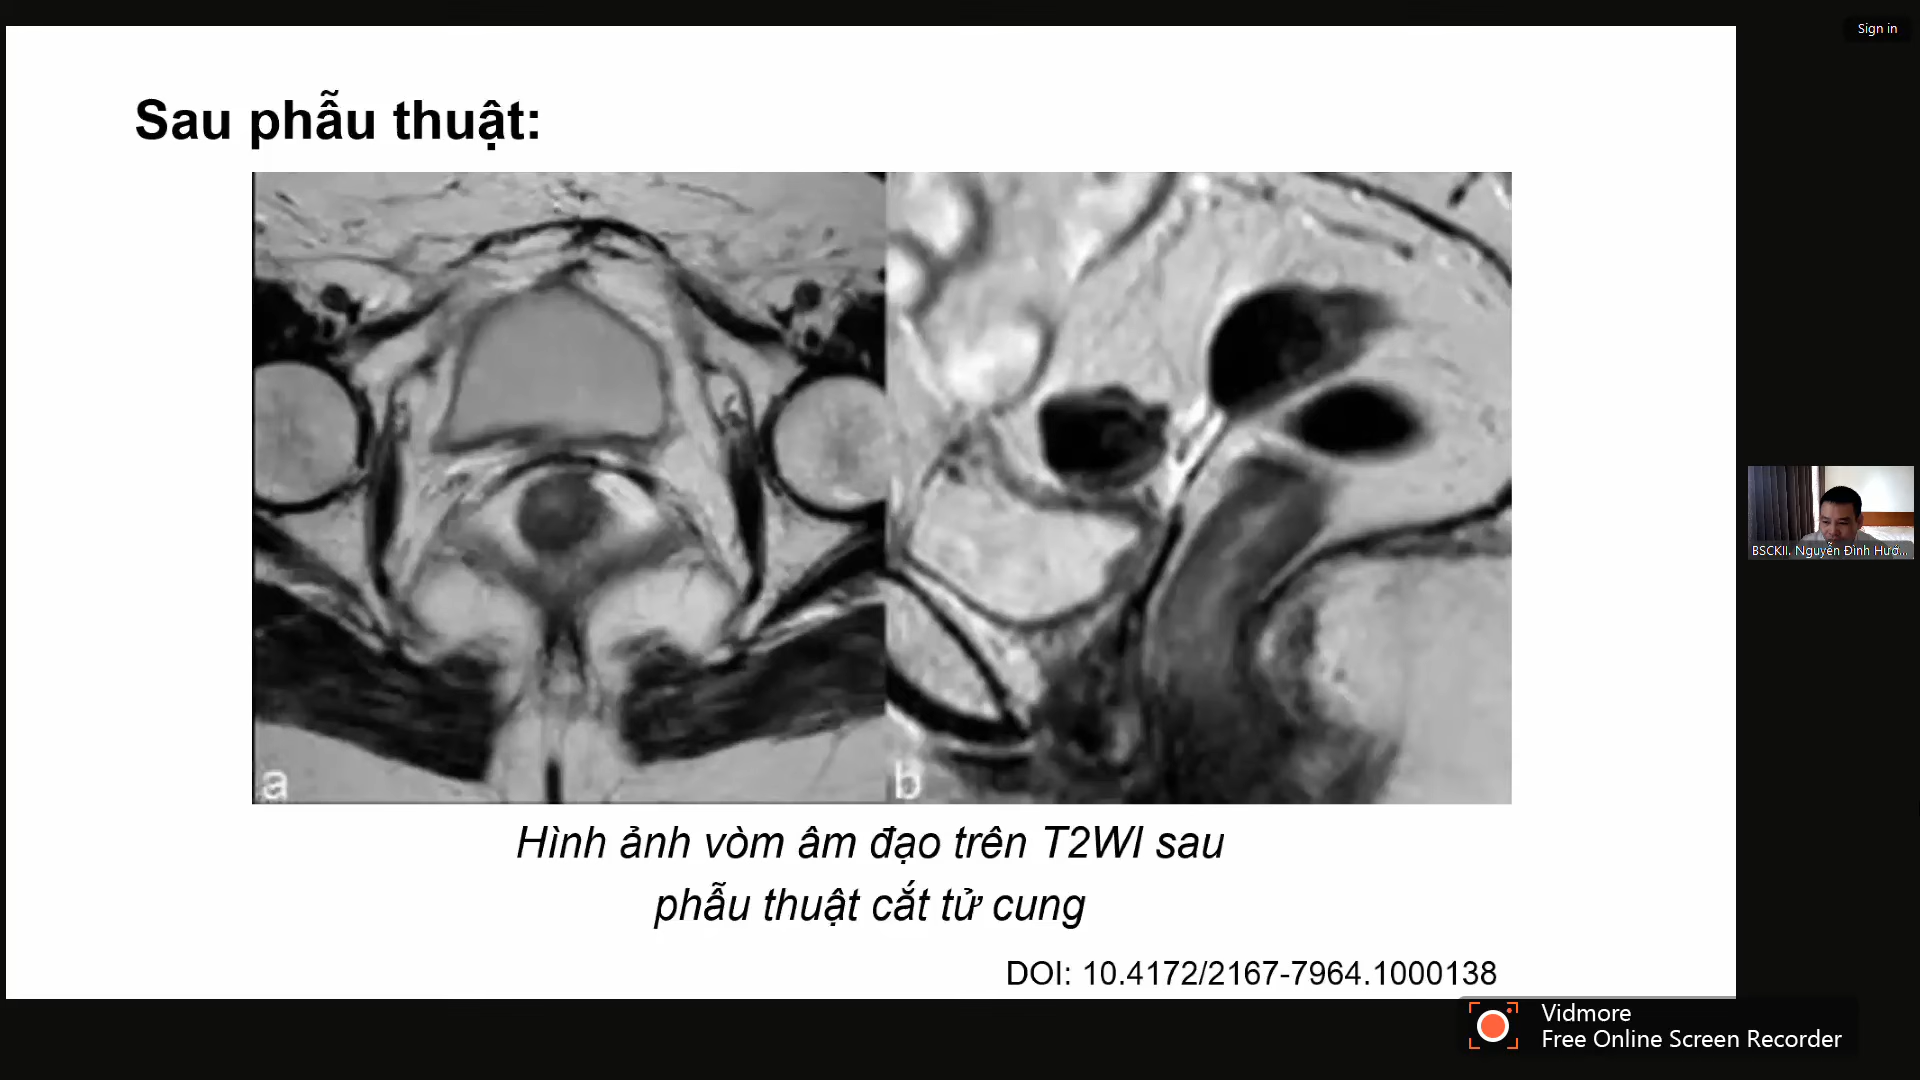 Sign in
Sau phẫu thuật:
a
b
Hình ảnh vòm âm đạo trên T2WI sau
phẫu thuật cắt tử cung
DOI: 10.4172/2167-7964.1000138
BSCKII. Nguyễn Đình Hướ...
Vidmore
Free Online Screen Recorder